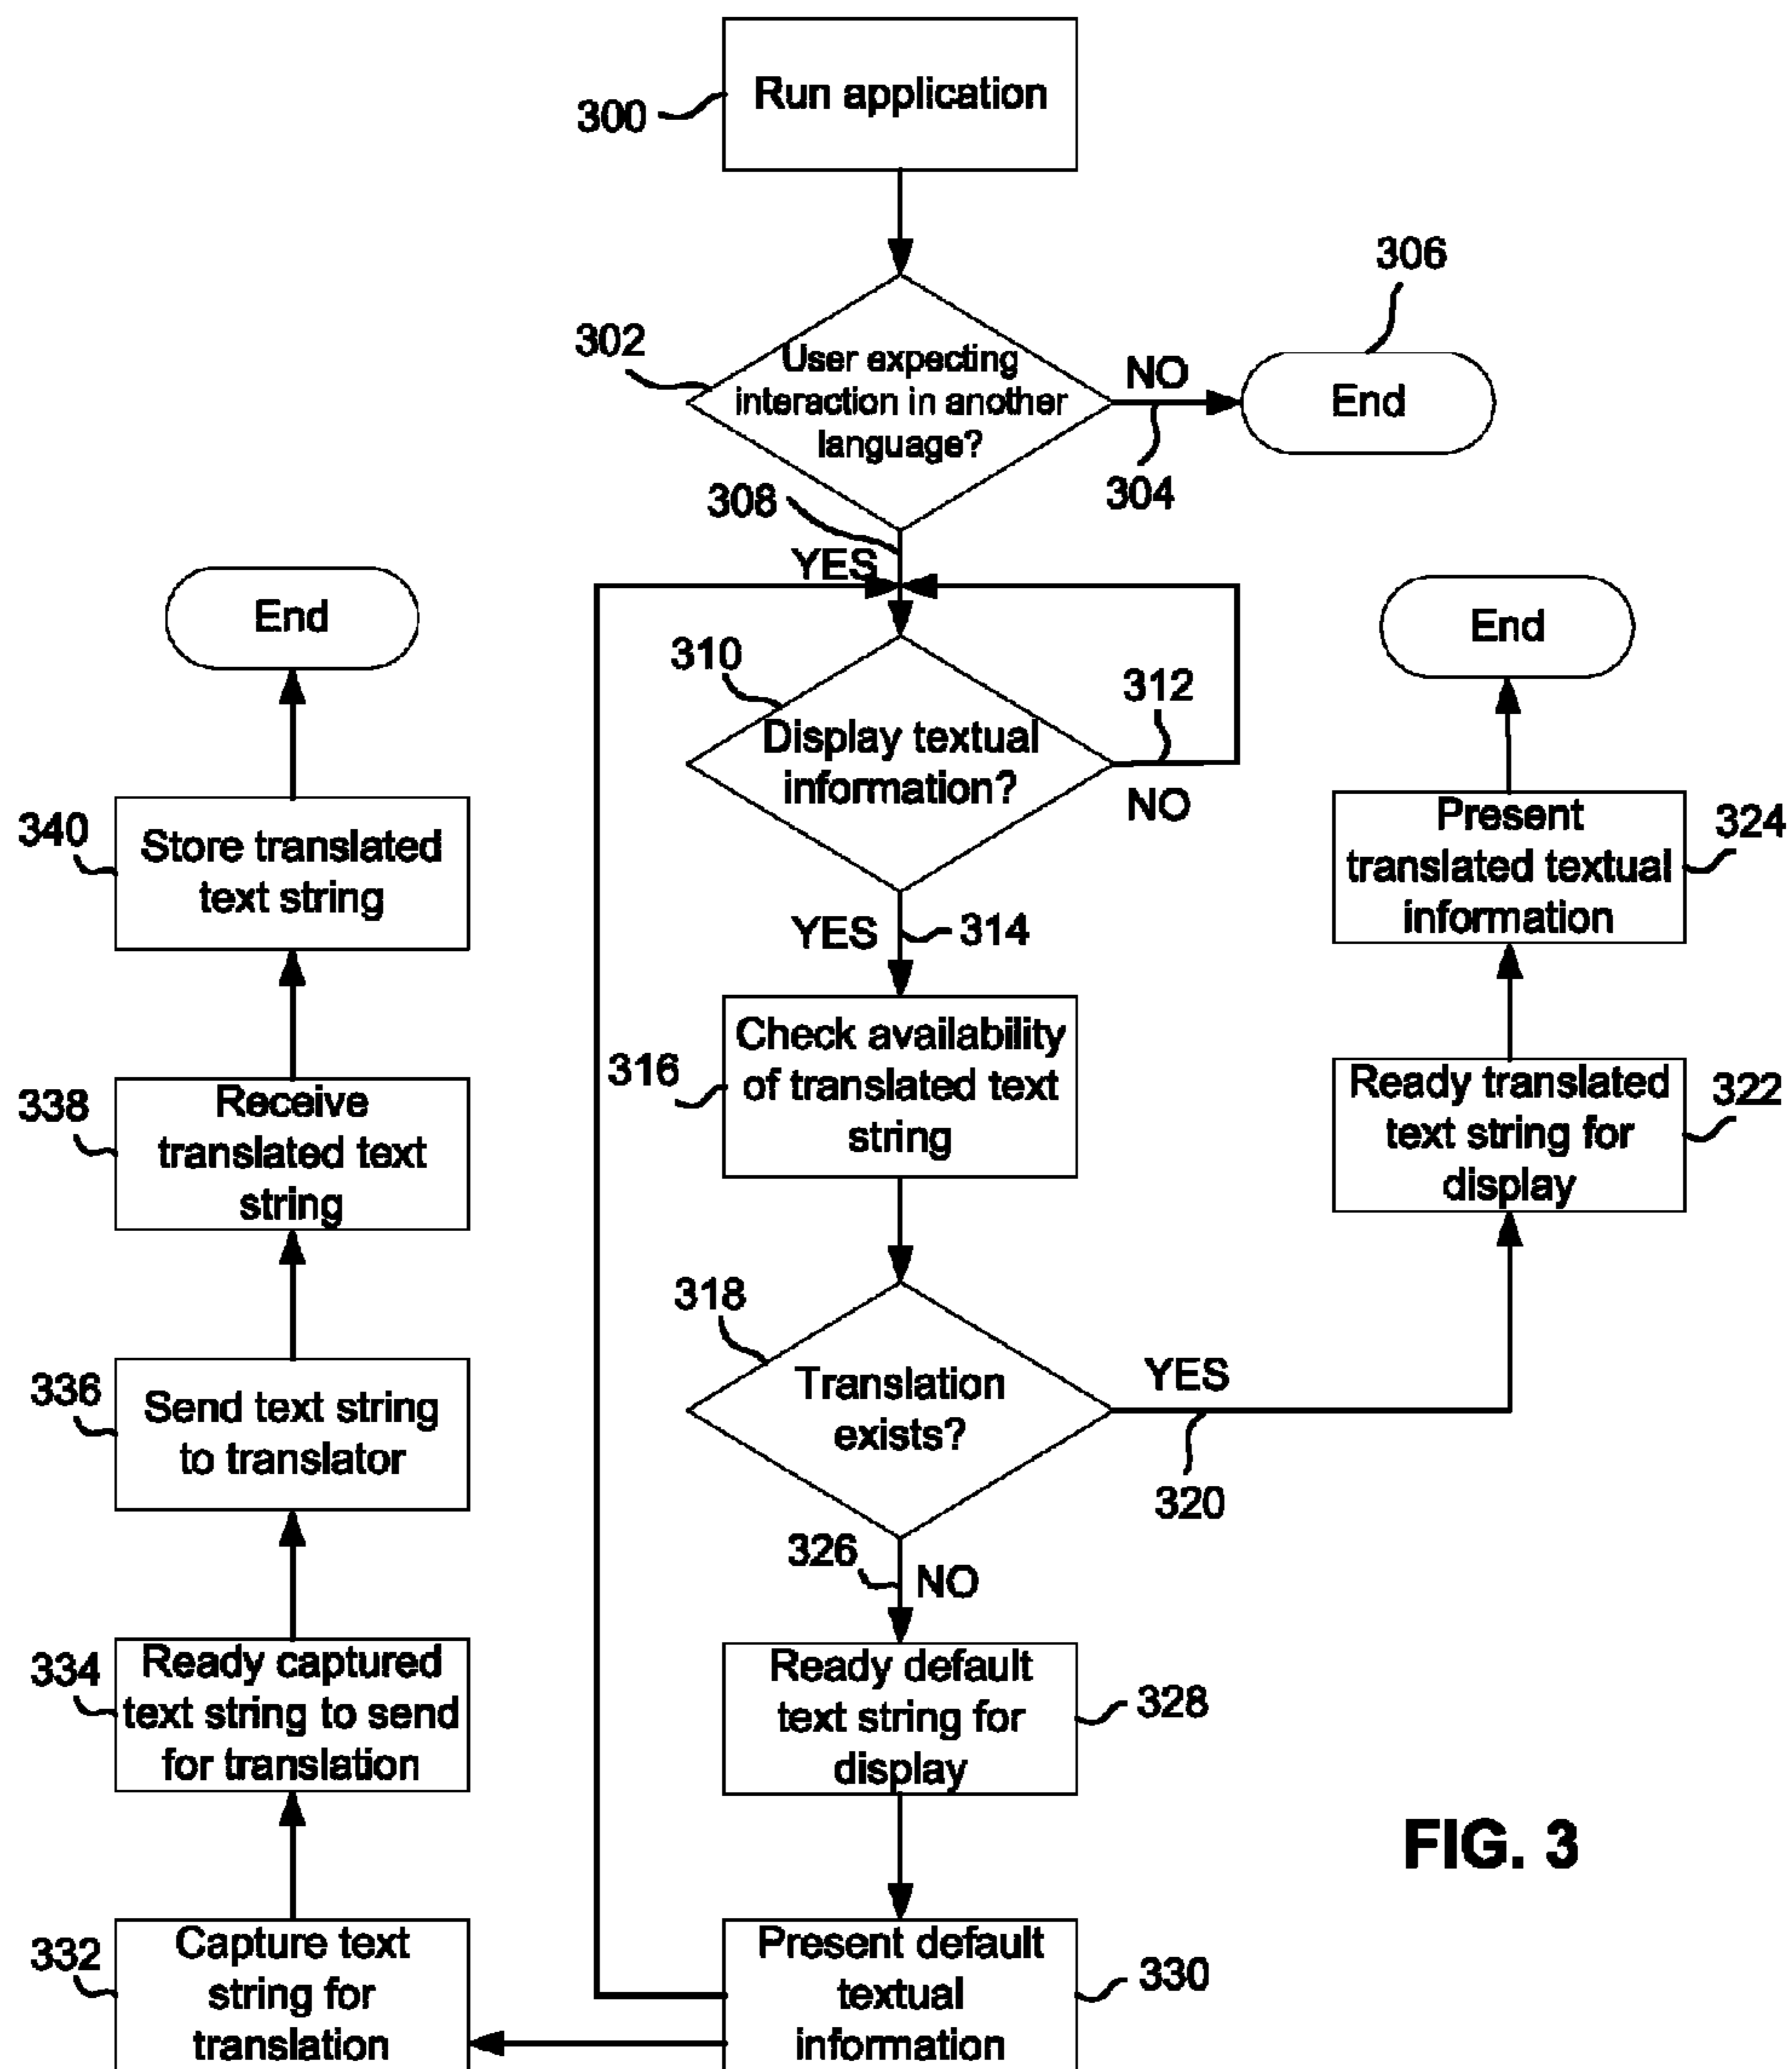 300
Run application
306
302
User expecting
interaction in another
language?
NO
End
304
308
YES
End
End
310
Display textual
information?
312
NO
340
Store translated
text string
Present
translated textual
information
324
YES
314
316
Check availability
of translated text
string
338
Receive
translated text
string
Ready translated
text string for
display
322
318
Translation
exists?
YES
320
336
Send text string
to translator
326
NO
334
Ready captured
text string to send
for translation
Ready default
text string for
display
328
FIG. 3
332
Capture text
string for
translation
Present default
textual
information
330